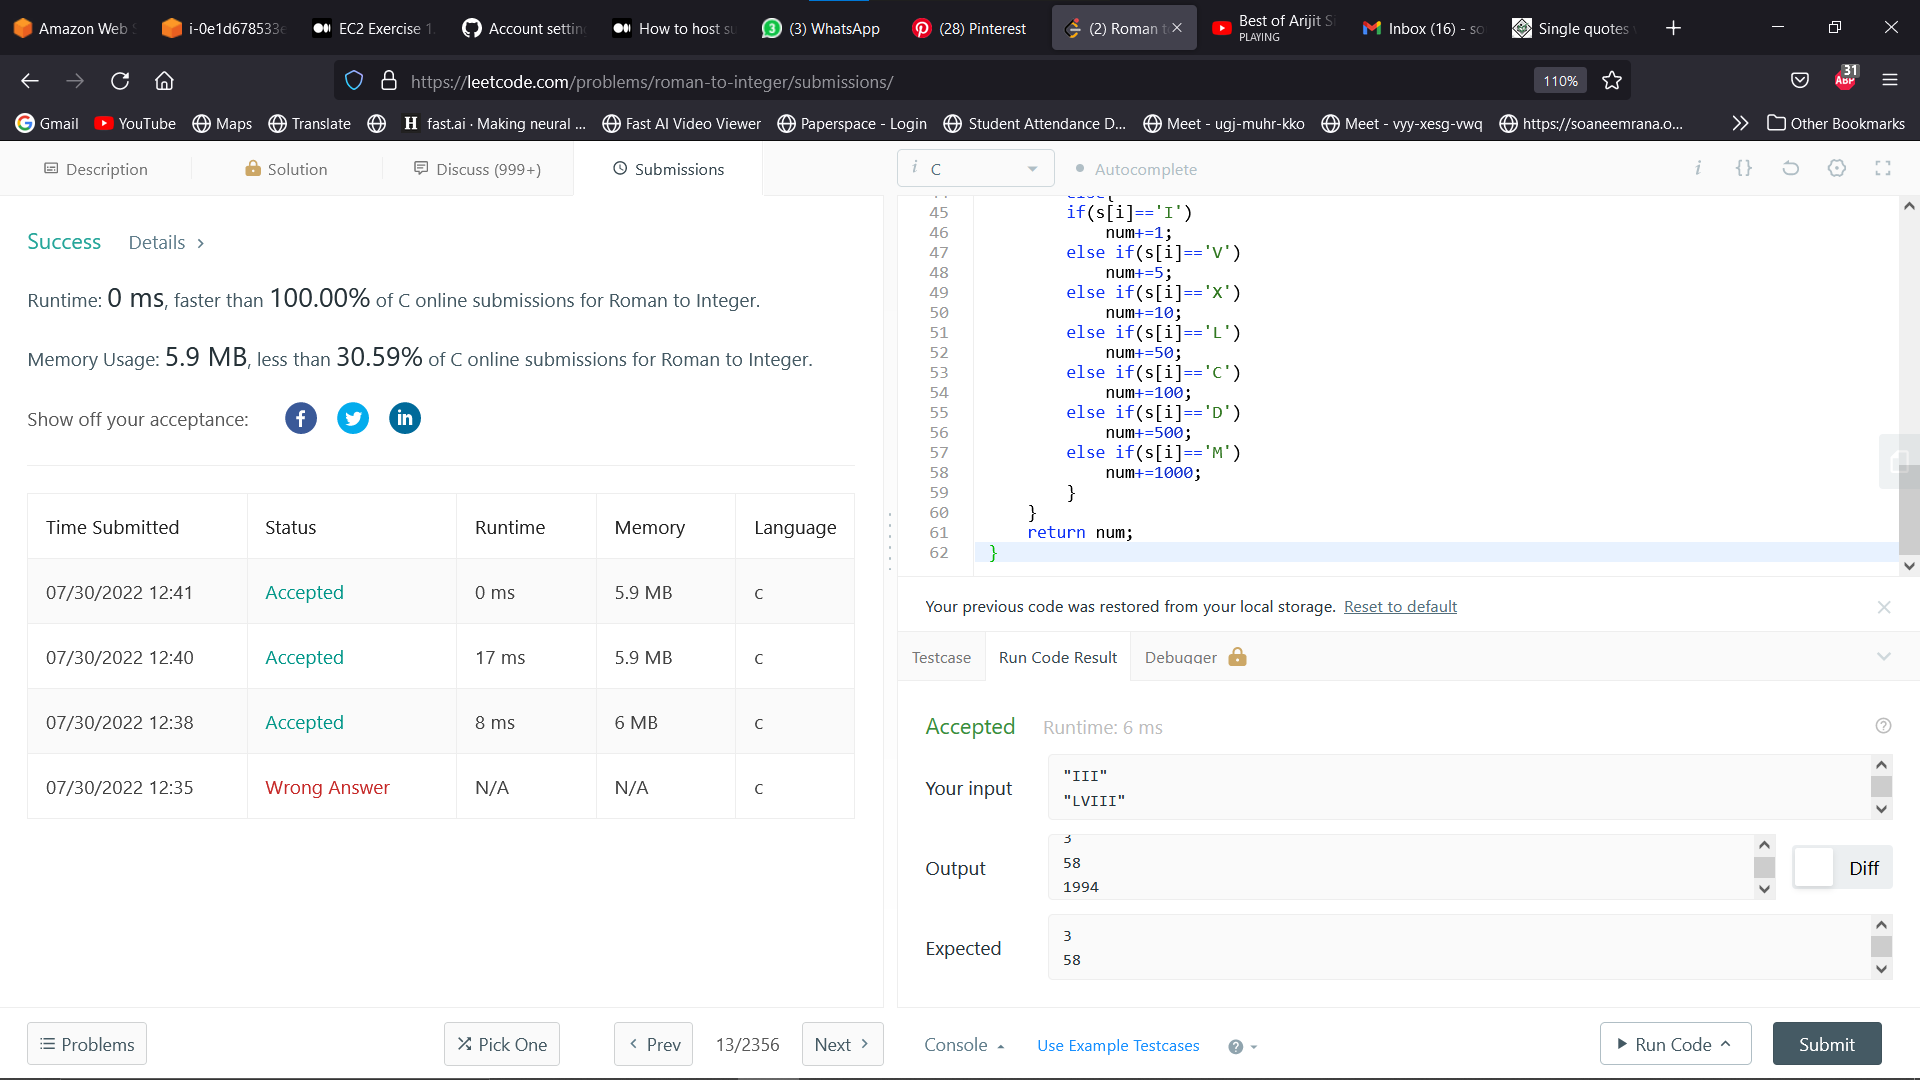 Amazon Web S
i-0e1d678533e
EC2 Exercise 1.
Account settin
How to host su
(3) WhatsApp
(28) Pinterest
(2) Roman t
Best of Arijit Si
PLAYING
Inbox (16) - so
Single quotes v
https://leetcode.com/problems/roman-to-integer/submissions/
110%
31
ABP
Gmail
YouTube
Maps
Translate
H fast.ai · Making neural ...
Fast AI Video Viewer
Paperspace - Login
Student Attendance D...
Meet - ugj-muhr-kko
Meet - vyy-xesg-vwq
https://soaneemrana.o...
Other Bookmarks
Description
Solution
Discuss (999+)
Submissions
i C
Autocomplete
i {}
Success Details >
Runtime: 0 ms, faster than 100.00% of C online submissions for Roman to Integer.
Memory Usage: 5.9 MB, less than 30.59% of C online submissions for Roman to Integer.
Show off your acceptance:
Time Submitted Status Runtime Memory Language
07/30/2022 12:41 Accepted 0 ms 5.9 MB c
07/30/2022 12:40 Accepted 17 ms 5.9 MB c
07/30/2022 12:38 Accepted 8 ms 6 MB c
07/30/2022 12:35 Wrong Answer N/A N/A c
44 else{
45 if(s[i]=='I')
46 num+=1;
47 else if(s[i]=='V')
48 num+=5;
49 else if(s[i]=='X')
50 num+=10;
51 else if(s[i]=='L')
52 num+=50;
53 else if(s[i]=='C')
54 num+=100;
55 else if(s[i]=='D')
56 num+=500;
57 else if(s[i]=='M')
58 num+=1000;
59 }
60 }
61 return num;
62 }
Your previous code was restored from your local storage. Reset to default
Testcase
Run Code Result
Debugger
Accepted Runtime: 6 ms
Your input
"III"
"LVIII"
Output
3
58
1994
Diff
Expected
3
58
Problems
Pick One
< Prev
13/2356
Next >
Console
Use Example Testcases
Run Code
Submit